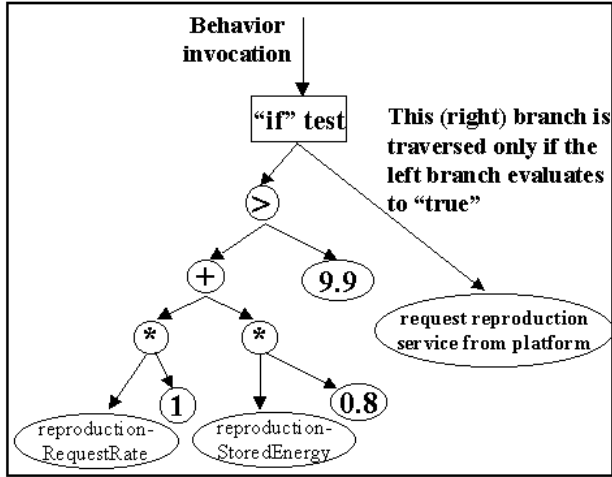 Behavior
invocation
“if” test
This (right) branch is
traversed only if the
left branch evaluates
to “true”
>
+
9.9
*
*
request reproduction
service from platform
1
0.8
reproduction-
RequestRate
reproduction-
StoredEnergy